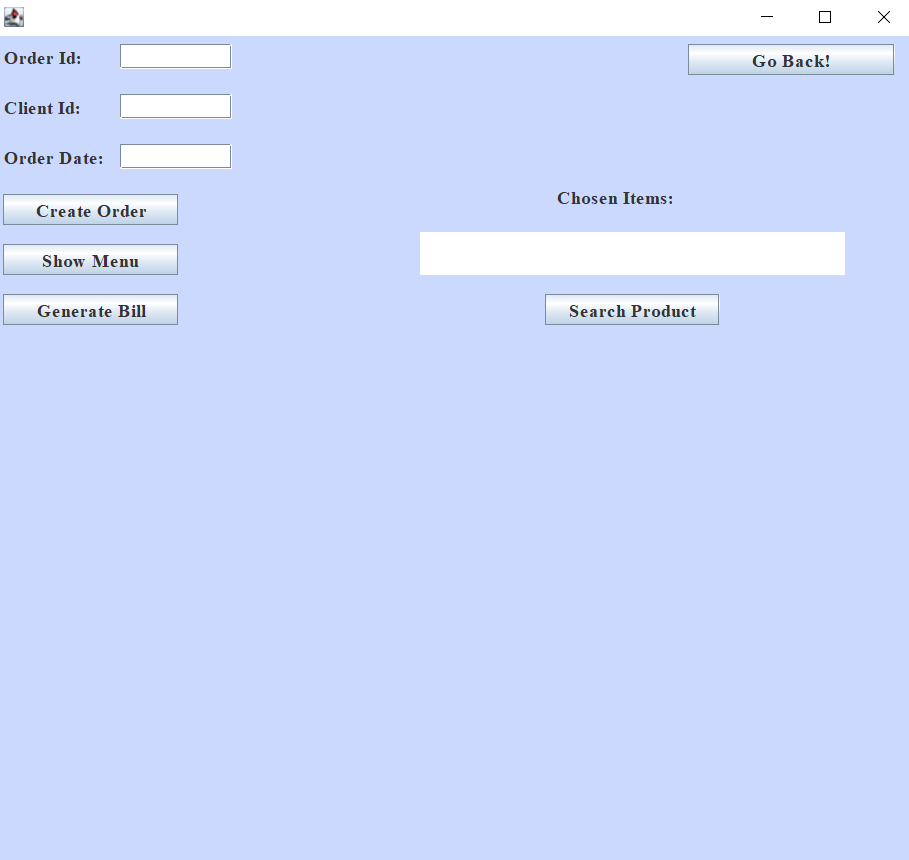 Order Id:
Go Back!
Client Id:
Order Date:
Create Order
Chosen Items:
Show Menu
Generate Bill
Search Product